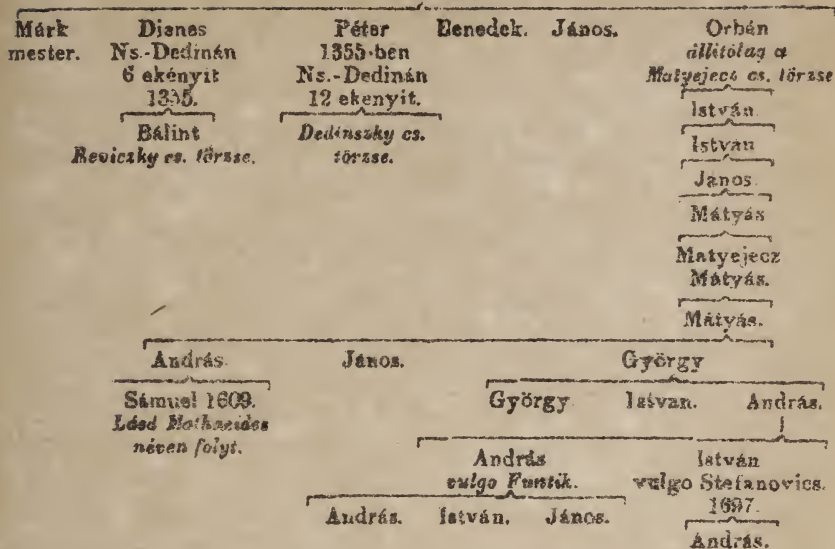 Márk mester.
Dienes
Ns.-Dedinán
6 ekényit
1355.
Péter
1355-ben
Ns.-Dedinán
12 ekenyit.
Benedek.
János.
Orbán
állitólag a
Matyejecz cs. törzse
Bálint
Reviczky cs. törzse.
Dedinszky cs.
törzse.
István.
István
János.
Mátyás
Matyejecz
Mátyás.
Mátyás.
András.
János.
György
Sámuel 1609.
Lásd Mothaeides
néven folyt.
György
Istvan.
András.
András
vulgo Funtik.
István
vulgo Stefanovics.
1697.
András.
István.
János.
András.